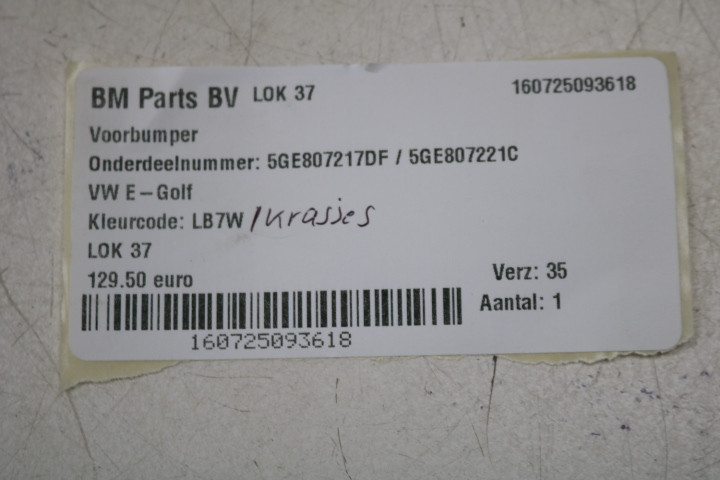 BM Parts BV LOK 37 160725093618
Voorbumper
Onderdeelnummer: 5GE807217DF / 5GE807221C
VW E-Golf
Kleurcode: LB7W / Krasjes
LOK 37
129.50 euro Verz: 35
Aantal: 1
160725093618